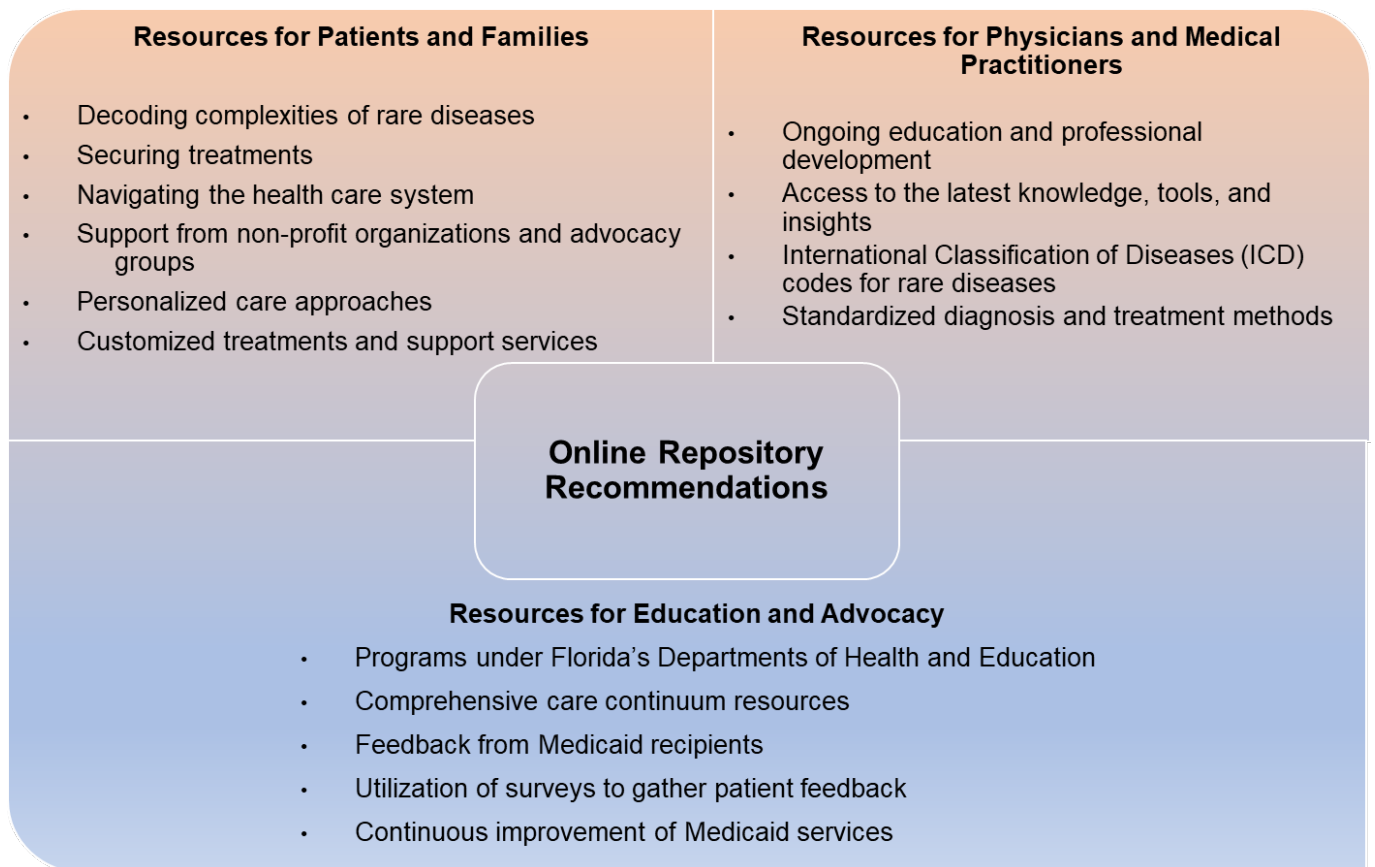 Resources for Patients and Families
• Decoding complexities of rare diseases
• Securing treatments
• Navigating the health care system
• Support from non-profit organizations and advocacy
groups
• Personalized care approaches
• Customized treatments and support services
Resources for Physicians and Medical
Practitioners
• Ongoing education and professional
development
• Access to the latest knowledge, tools, and
insights
• International Classification of Diseases (ICD)
codes for rare diseases
• Standardized diagnosis and treatment methods
Online Repository
Recommendations
Resources for Education and Advocacy
• Programs under Florida’s Departments of Health and Education
• Comprehensive care continuum resources
• Feedback from Medicaid recipients
• Utilization of surveys to gather patient feedback
• Continuous improvement of Medicaid services